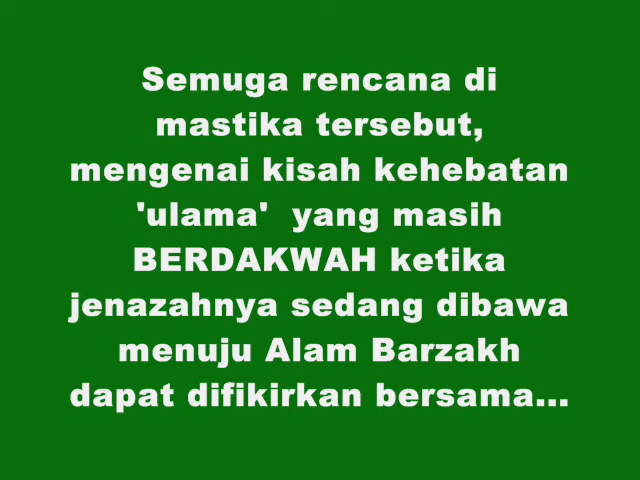 Semuga rencana di
mastika tersebut,
mengenai kisah kehebatan
'ulama'  yang masih
BERDAKWAH ketika
jenazahnya sedang dibawa
menuju Alam Barzakh
dapat difikirkan bersama...